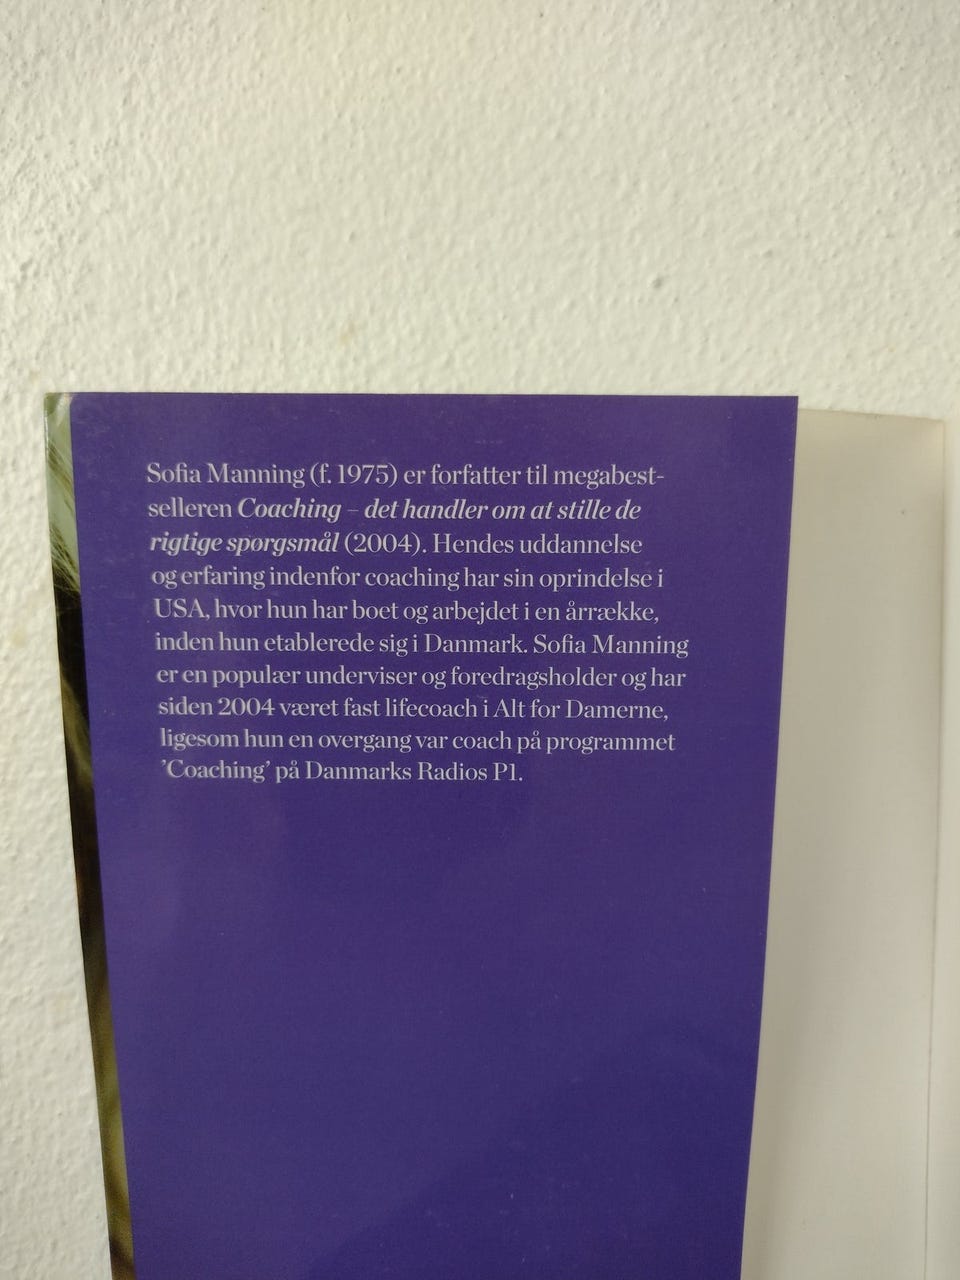 Sofia Manning (f. 1975) er forfatter til megabest-
selleren Coaching – det handler om at stille de
rigtige spørgsmål (2004). Hendes uddannelse
og erfaring indenfor coaching har sin oprindelse i
USA, hvor hun har boet og arbejdet i en årrække,
inden hun etablerede sig i Danmark. Sofia Manning
er en populær underviser og foredragsholder og har
siden 2004 været fast lifecoach i Alt for Damerne,
ligesom hun en overgang var coach på programmet
’Coaching’ på Danmarks Radios P1.